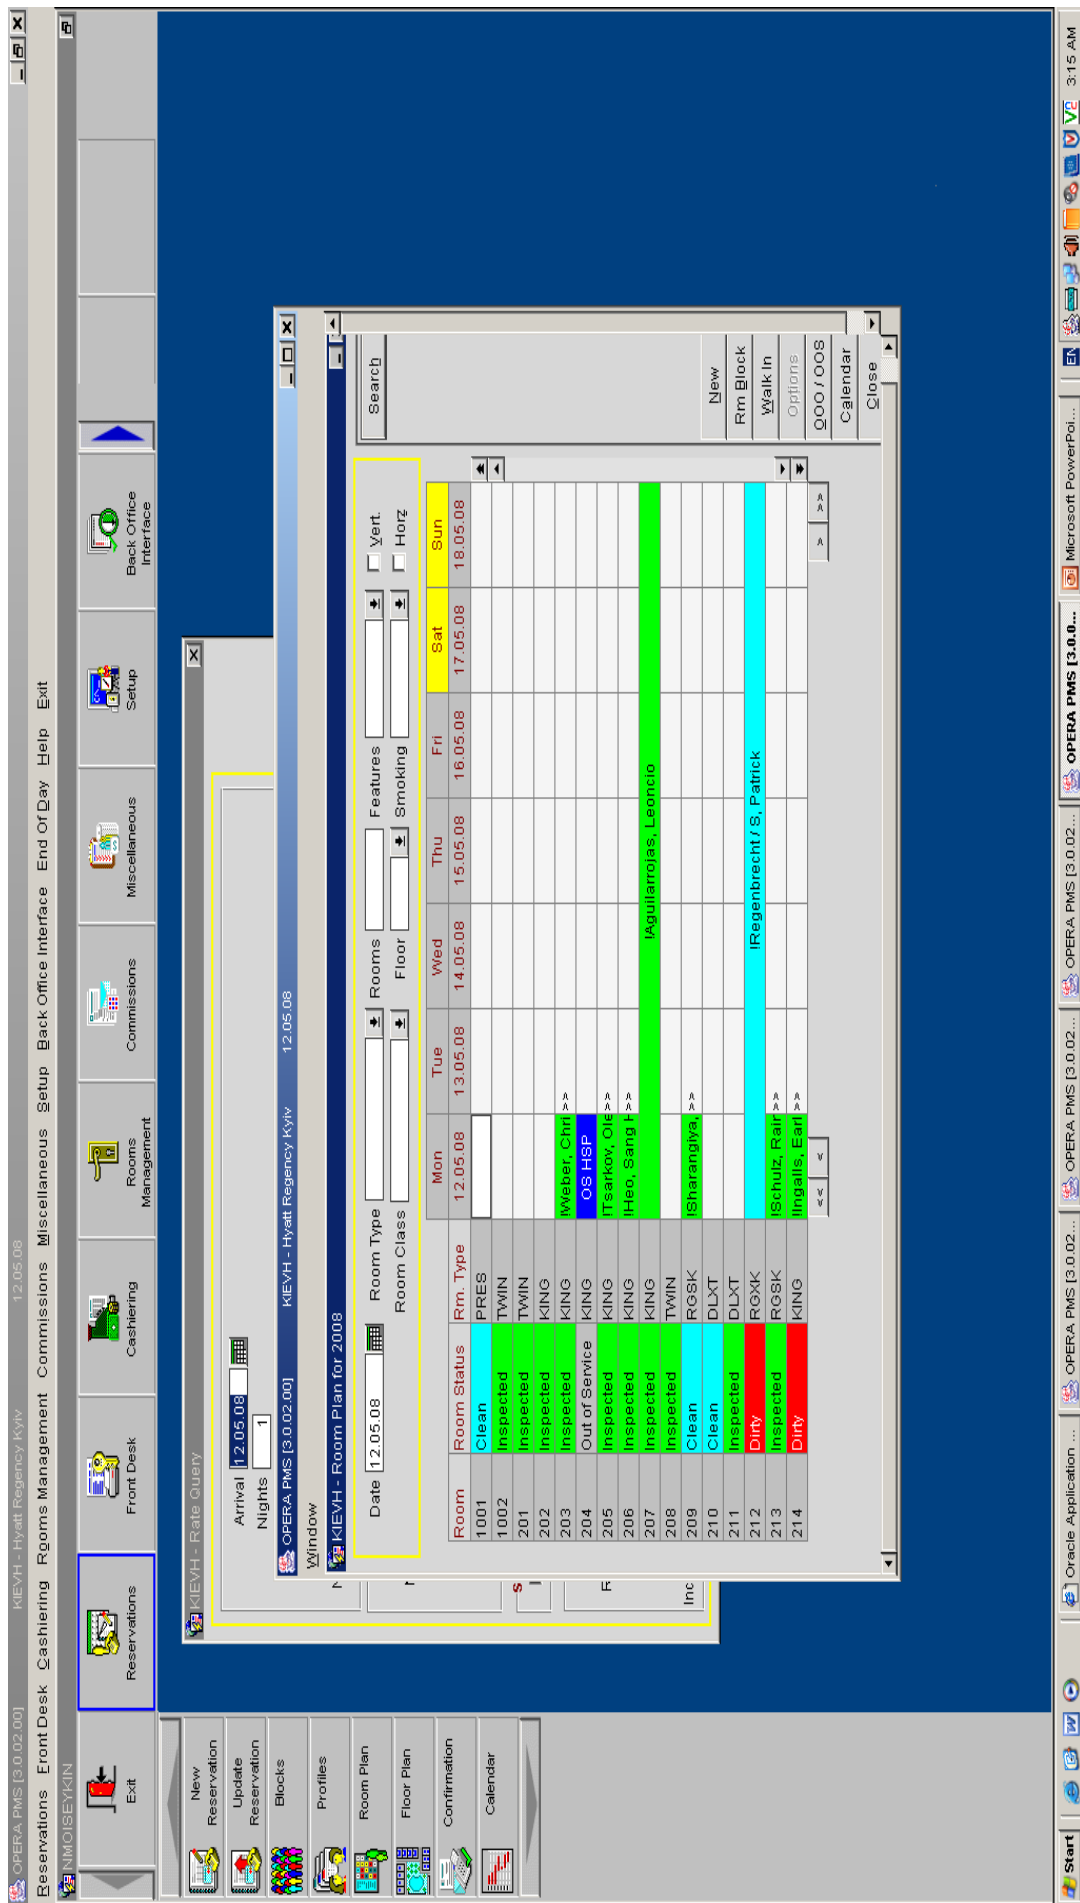 OPERA PMS [3.0.02.00] KIEVH - Hyatt Regency Kyiv 12.05.08
Reservations Front Desk Cashiering Rooms Management Commissions Miscellaneous Setup Back Office Interface End Of Day Help Exit
NMOISEYKIN
Exit
Reservations
Front Desk
Cashiering
Rooms Management
Commissions
Miscellaneous
Setup
Back Office Interface
New Reservation
Update Reservation
Blocks
Profiles
Room Plan
Floor Plan
Confirmation
Calendar
KIEVH - Rate Query
Arrival 12.05.08
Nights 1
Inc
OPERA PMS [3.0.02.00] KIEVH - Hyatt Regency Kyiv 12.05.08
Window
KIEVH - Room Plan for 2008
Date 12.05.08 Room Type Rooms Features Vert.
Room Class Floor Smoking Horz
Search
Mon Tue Wed Thu Fri Sat Sun
Room Room Status Rm. Type 12.05.08 13.05.08 14.05.08 15.05.08 16.05.08 17.05.08 18.05.08
1001 Clean PRES
1002 Inspected TWIN
201 Inspected TWIN
202 Inspected KING
203 Inspected KING !Weber, Chri >>
204 Out of Service KING OS HSP
205 Inspected KING !Tsarkov, Ole >>
206 Inspected KING !Heo, Sang H >>
207 Inspected KING !Aguilarrojas, Leoncio
208 Inspected TWIN
209 Clean RGSK !Sharangiya, >>
210 Clean DLXT
211 Inspected DLXT
212 Dirty RGXK !Regenbrecht / S, Patrick
213 Inspected RGSK !Schulz, Rair >>
214 Dirty KING !Ingalls, Earl >>
<< < > >>
New
Rm Block
Walk In
Options
OOO / OOS
Calendar
Close
Start
Oracle Application ...
OPERA PMS [3.0.02...
OPERA PMS [3.0.02...
OPERA PMS [3.0.02...
OPERA PMS [3.0.0...
Microsoft PowerPoi...
EN
3:15 AM